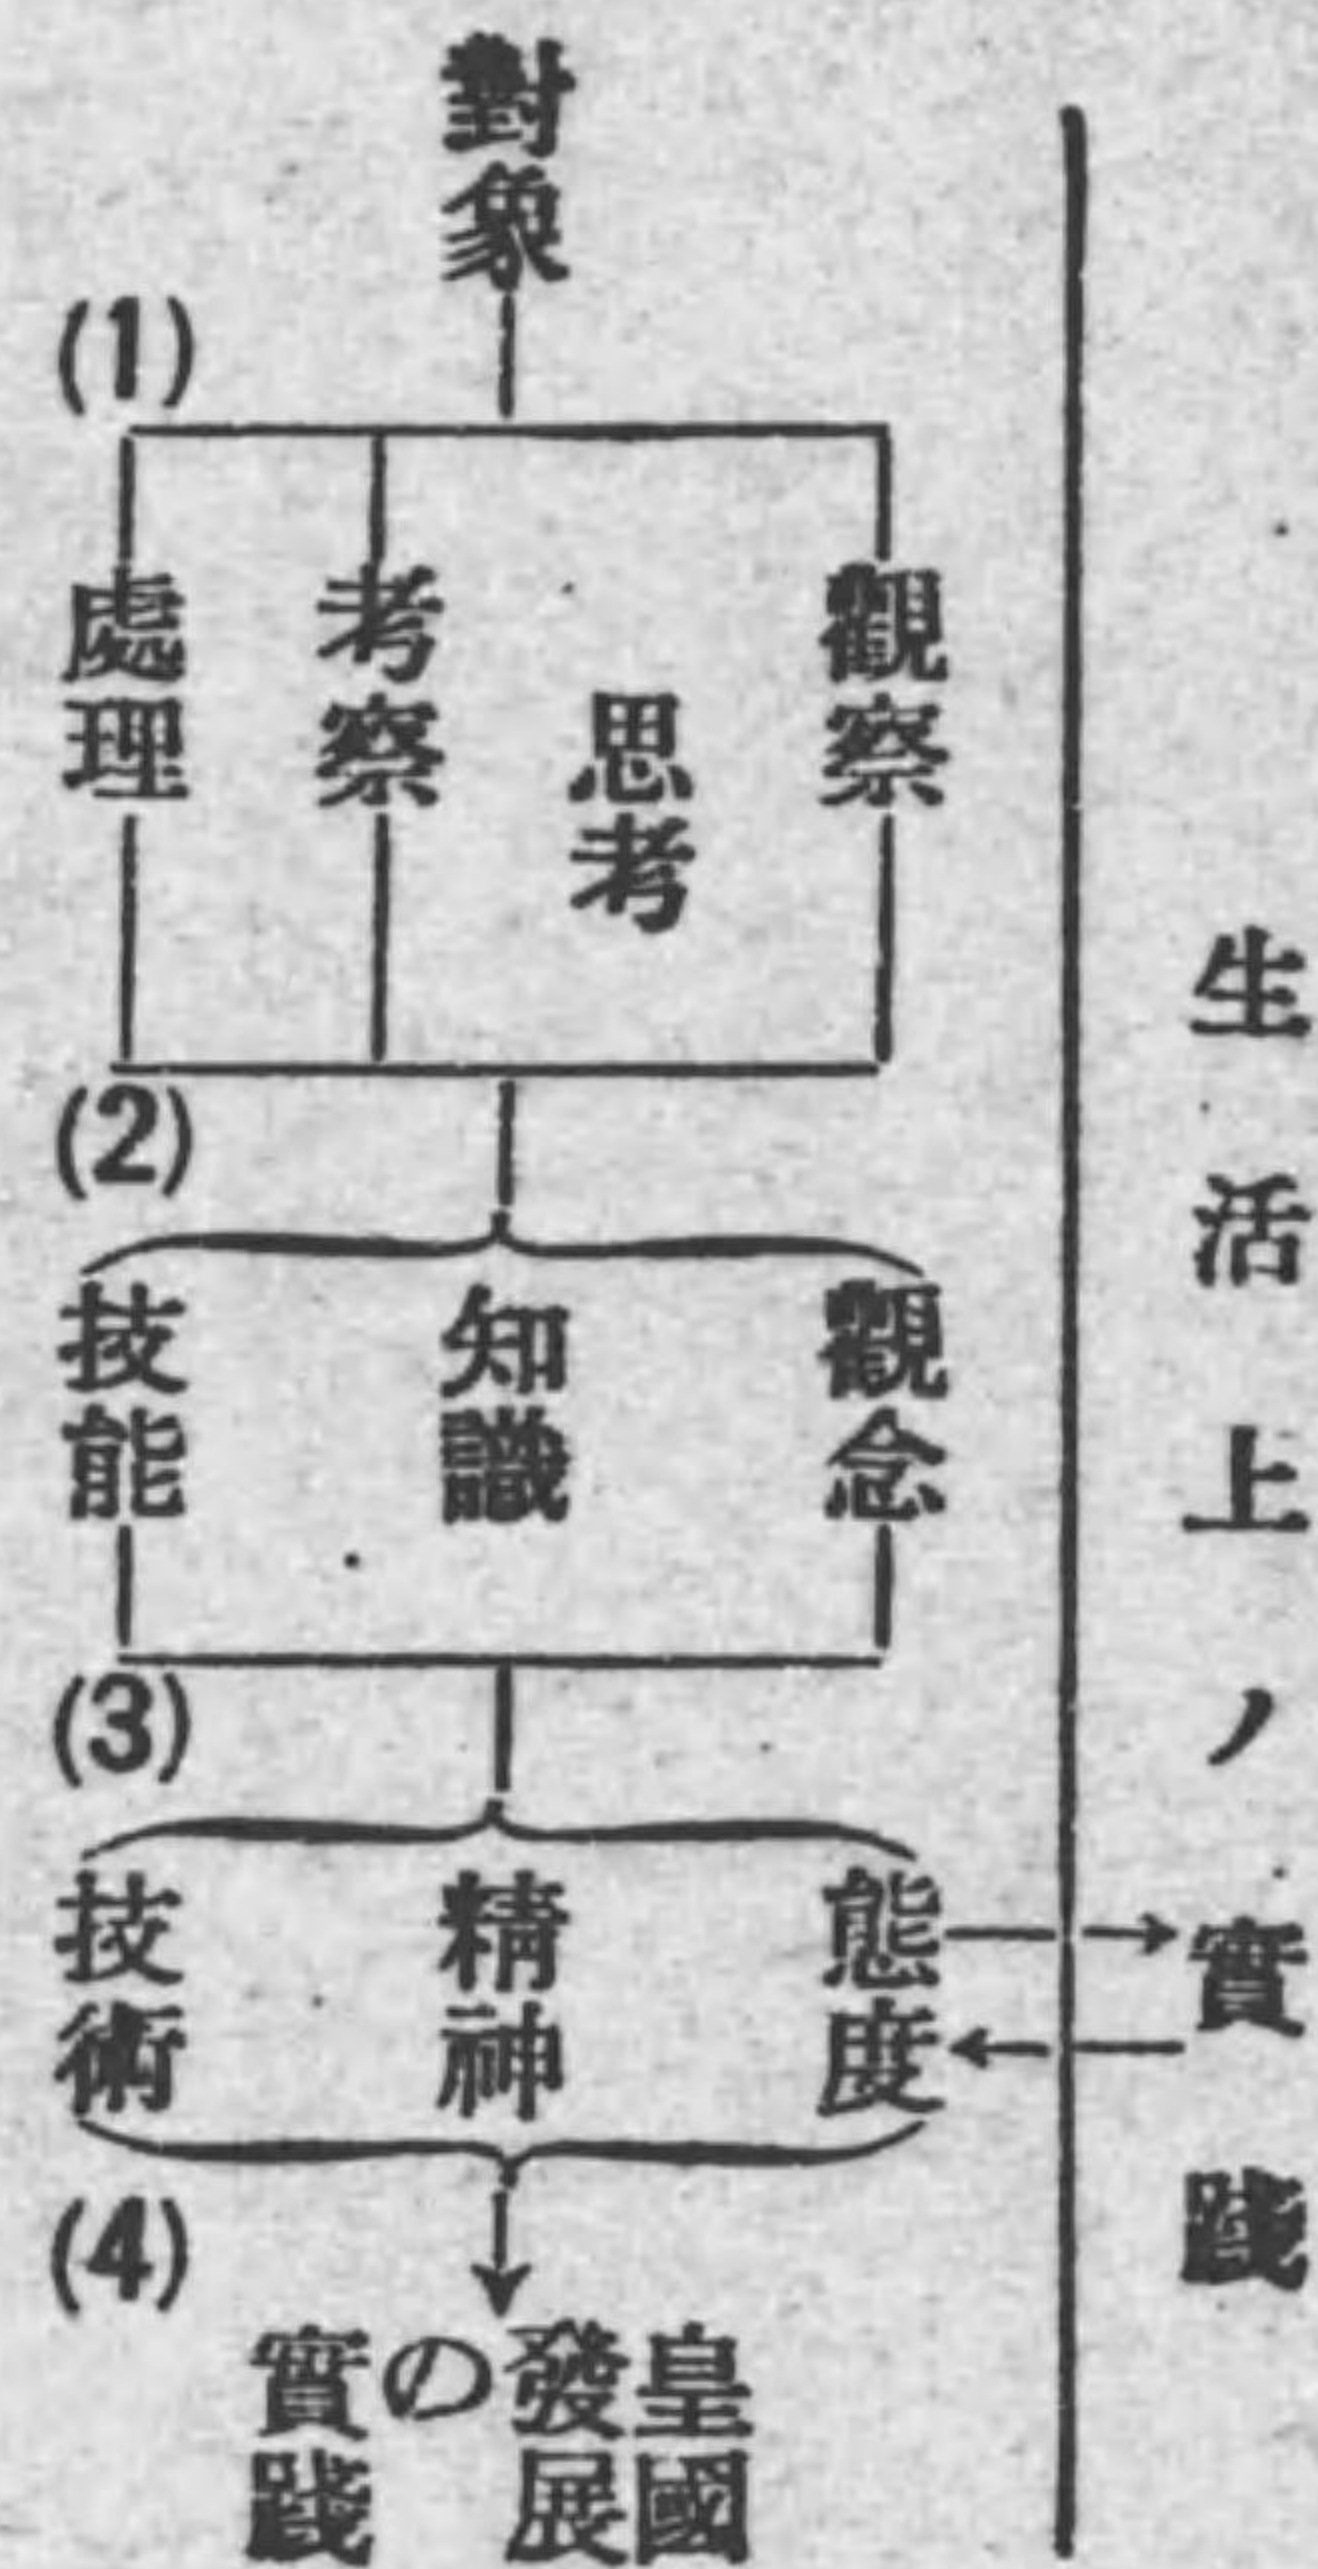 生活上ノ實踐
對象
(1)
觀察
思考
考察
處理
(2)
觀念
知識
技能
(3)
態度
精神
技術
(4)
皇國
發展
の
實踐